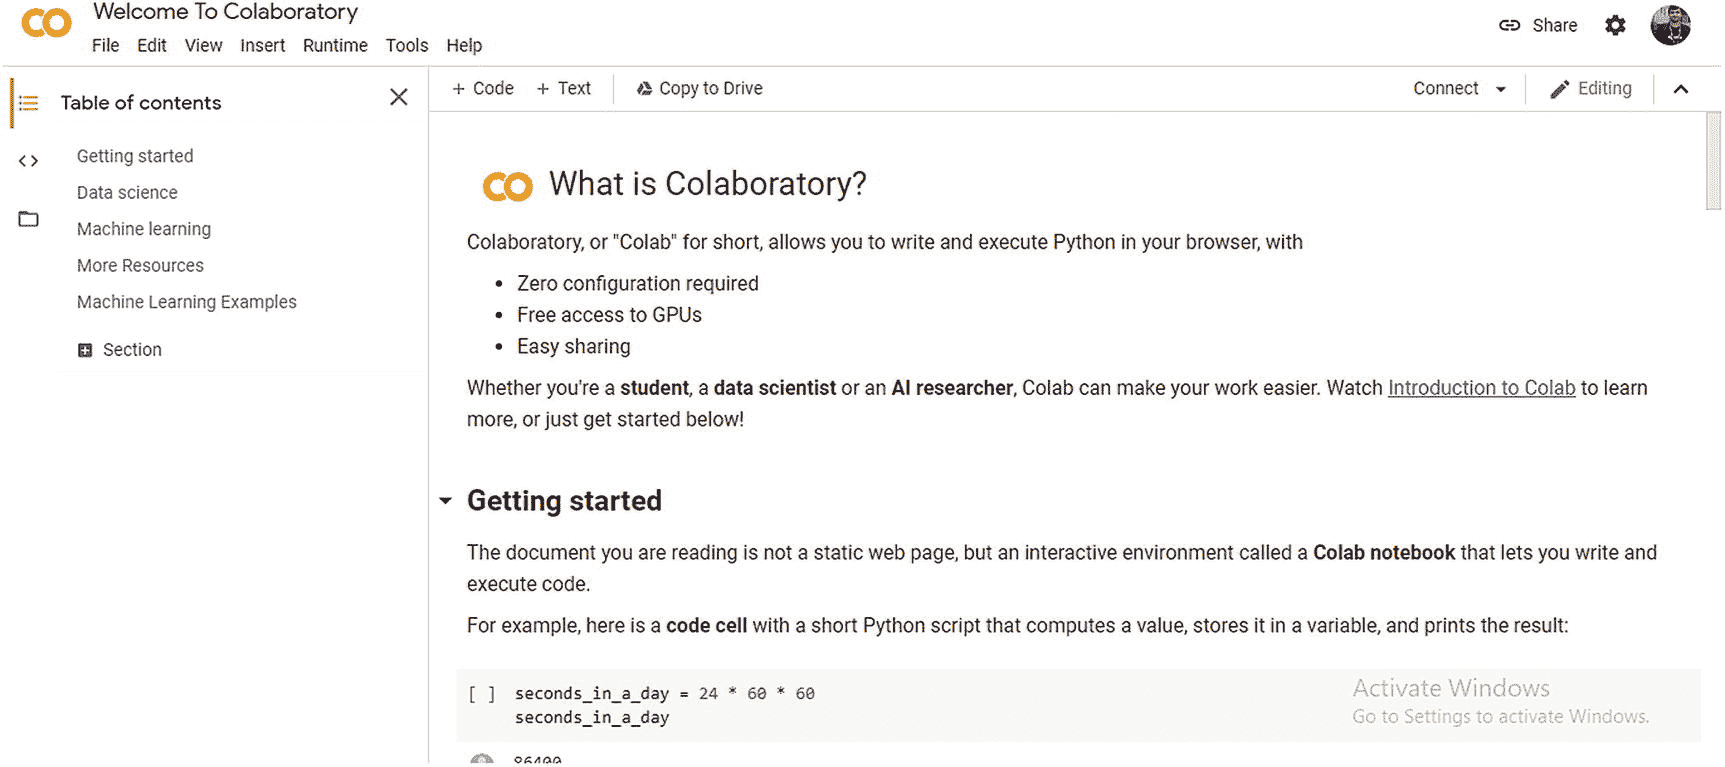 Welcome To Colaboratory
File Edit View Insert Runtime Tools Help
Share
Table of contents
Getting started
Data science
Machine learning
More Resources
Machine Learning Examples
Section
+ Code + Text Copy to Drive
Connect Editing
CO What is Colaboratory?
Colaboratory, or "Colab" for short, allows you to write and execute Python in your browser, with
• Zero configuration required
• Free access to GPUs
• Easy sharing
Whether you're a student, a data scientist or an AI researcher, Colab can make your work easier. Watch Introduction to Colab to learn
more, or just get started below!
Getting started
The document you are reading is not a static web page, but an interactive environment called a Colab notebook that lets you write and
execute code.
For example, here is a code cell with a short Python script that computes a value, stores it in a variable, and prints the result:
[ ] seconds_in_a_day = 24 * 60 * 60
seconds_in_a_day
86400
Activate Windows
Go to Settings to activate Windows.